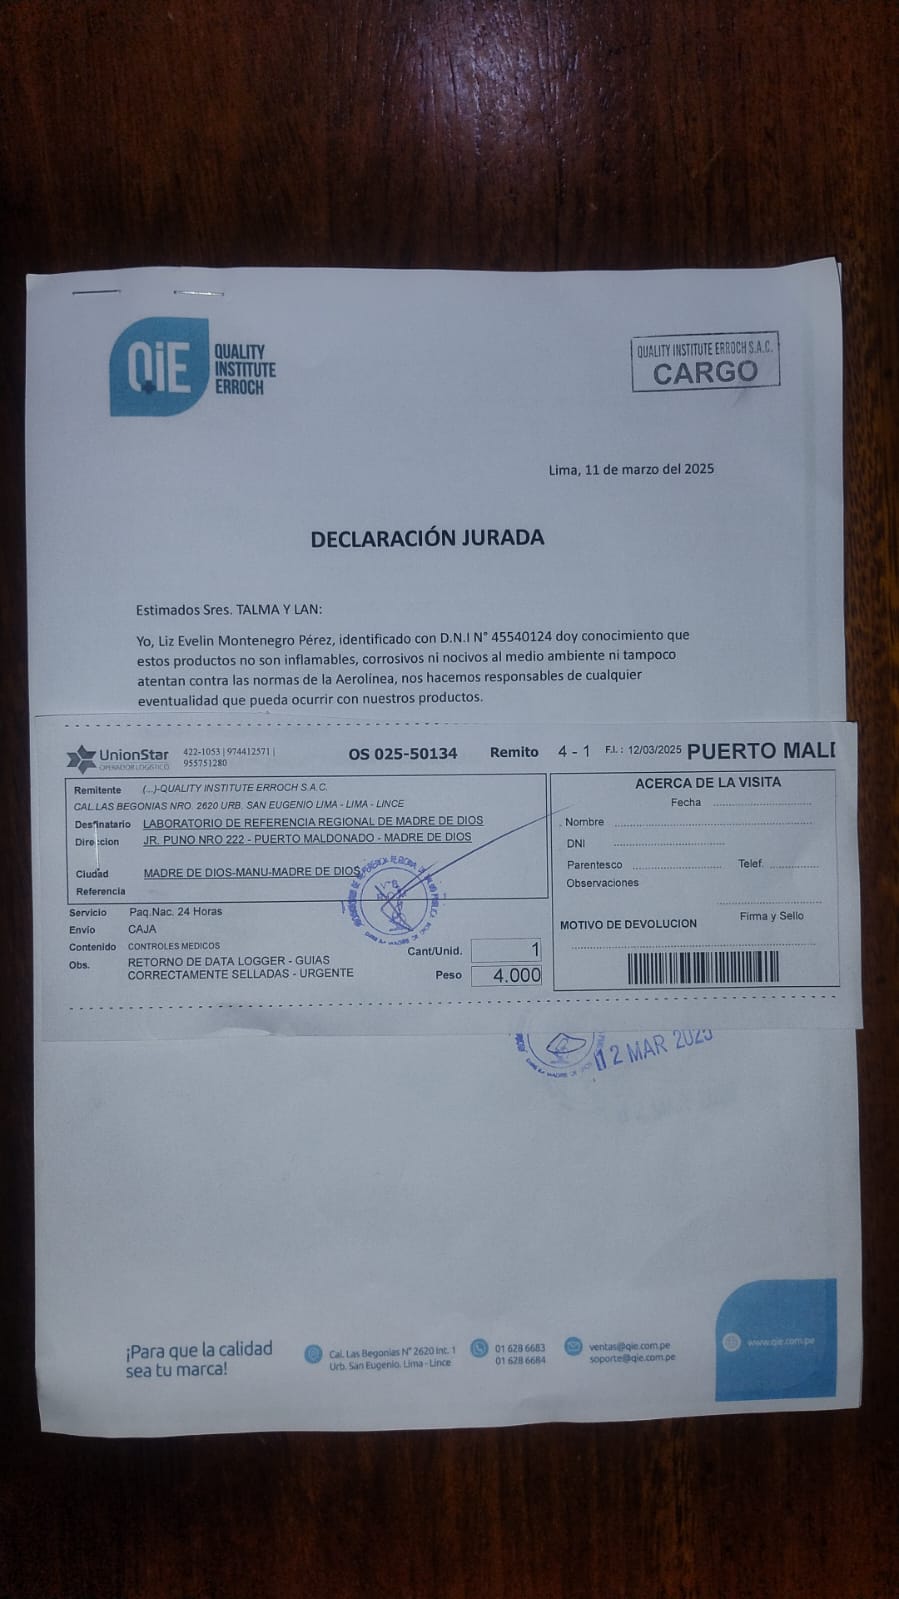 QiE QUALITY
INSTITUTE
ERROCH
QUALITY INSTITUTE ERROCH S.A.C.
CARGO
Lima, 11 de marzo del 2025
DECLARACIÓN JURADA
Estimados Sres. TALMA Y LAN:
Yo, Liz Evelin Montenegro Pérez, identificado con D.N.I N° 45540124 doy conocimiento que
estos productos no son inflamables, corrosivos ni nocivos al medio ambiente ni tampoco
atentan contra las normas de la Aerolínea, nos hacemos responsables de cualquier
eventualidad que pueda ocurrir con nuestros productos.
UnionStar
OPERADOR LOGÍSTICO
422-1053 | 974412571 |
955751280
OS 025-50134 Remito 4 - 1 F.I.: 12/03/2025 PUERTO MALD
Remitente (...)-QUALITY INSTITUTE ERROCH S.A.C.
CAL.LAS BEGONIAS NRO. 2620 URB. SAN EUGENIO LIMA - LIMA - LINCE
Destinatario LABORATORIO DE REFERENCIA REGIONAL DE MADRE DE DIOS
Direccion JR. PUNO NRO 222 - PUERTO MALDONADO - MADRE DE DIOS
Ciudad MADRE DE DIOS-MANU-MADRE DE DIOS
Referencia
Servicio Paq.Nac. 24 Horas
Envio CAJA
Contenido CONTROLES MEDICOS
Obs. RETORNO DE DATA LOGGER - GUIAS
CORRECTAMENTE SELLADAS - URGENTE
Cant/Unid. 1
Peso 4.000
ACERCA DE LA VISITA
Fecha
Nombre
DNI
Parentesco Telef.
Observaciones
MOTIVO DE DEVOLUCION Firma y Sello
12 MAR 2025
¡Para que la calidad
sea tu marca!
Cal. Las Begonias N° 2620 Int. 1
Urb. San Eugenio. Lima - Lince
01 628 6683
01 628 6684
ventas@qie.com.pe
soporte@qie.com.pe
www.qie.com.pe